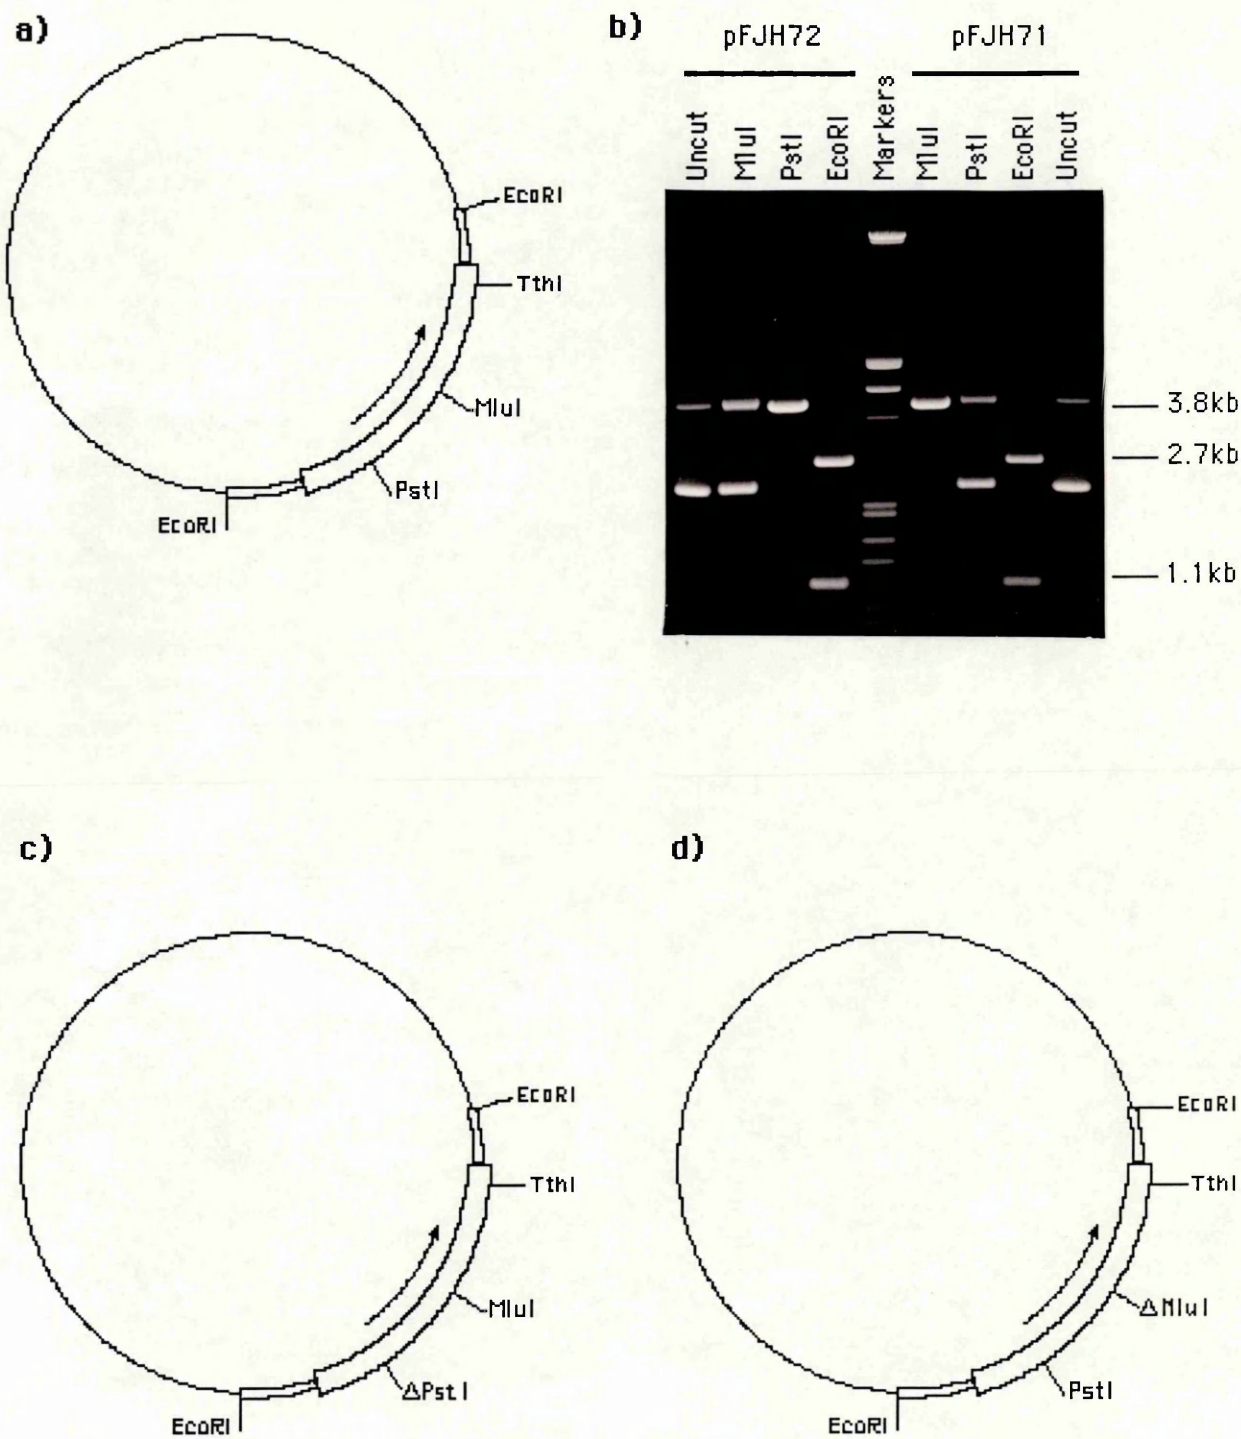 a)
EcoRI
TthI
MluI
PstI
EcoRI
b)
pFJH72
pFJH71
Uncut
MluI
PstI
EcoRI
Markers
MluI
PstI
EcoRI
Uncut
3.8kb
2.7kb
1.1kb
c)
EcoRI
TthI
MluI
ΔPstI
EcoRI
d)
EcoRI
TthI
ΔMluI
PstI
EcoRI